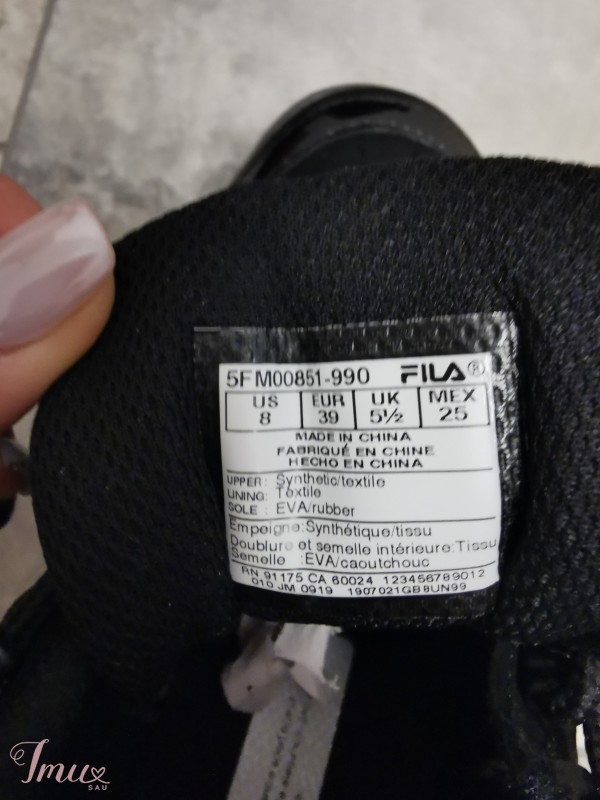 5FM00851-990 FILA®
US EUR UK MEX
8 39 5½ 25
MADE IN CHINA
FABRIQUÉ EN CHINE
HECHO EN CHINA
UPPER: Synthetic/textile
LINING: Textile
SOLE : EVA/rubber
Empeigne:Synthétique/tissu
Doublure et semelle intérieure:Tissu
Semelle :EVA/caoutchouc
RN 91175 CA 60024 123456789012
010 JM 0919 1907021GB8UN99
Imu
SAU